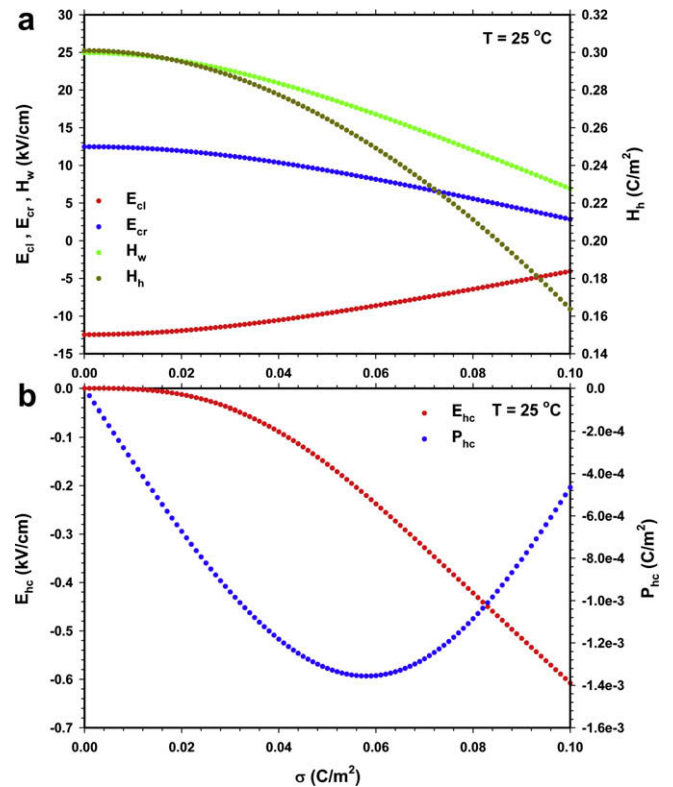 a
T = 25 °C
E_cl , E_cr , H_w (kV/cm)
30
25
20
15
10
5
0
-5
-10
-15
E_cl
E_cr
H_w
H_h
0.32
0.30
0.28
0.26
0.24
0.22
0.20
0.18
0.16
0.14
H_h (C/m²)
0.00 0.02 0.04 0.06 0.08 0.10
b
E_hc T = 25 °C
P_hc
E_hc (kV/cm)
0.0
-0.1
-0.2
-0.3
-0.4
-0.5
-0.6
-0.7
0.0
-2.0e-4
-4.0e-4
-6.0e-4
-8.0e-4
-1.0e-3
-1.2e-3
-1.4e-3
-1.6e-3
P_hc (C/m²)
0.00 0.02 0.04 0.06 0.08 0.10
σ (C/m²)